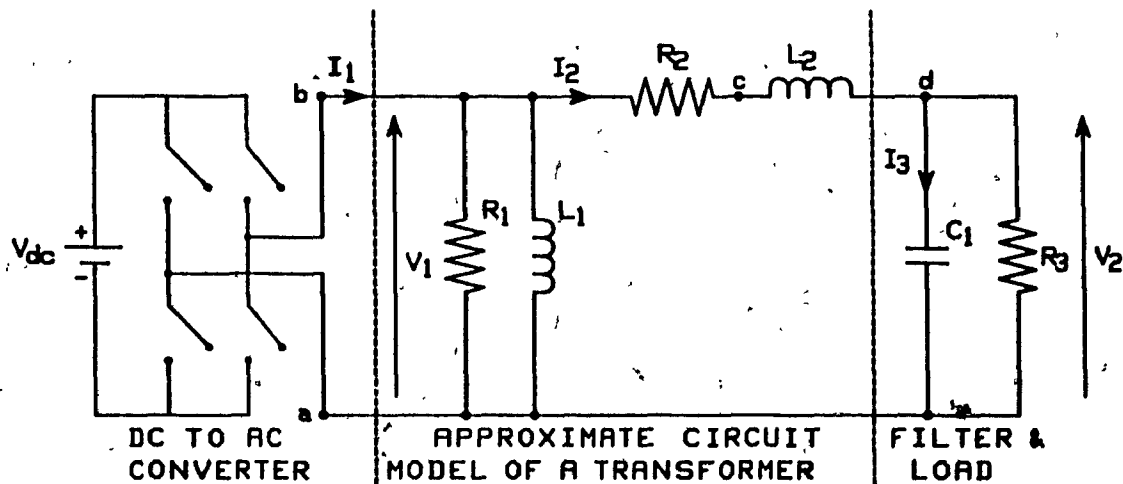 I1
I2
R2
c
L2
d
b
I3
+
Vdc
-
V1
R1
L1
C1
R3
V2
a
DC TO AC
CONVERTER
APPROXIMATE CIRCUIT
MODEL OF A TRANSFORMER
FILTER &
LOAD